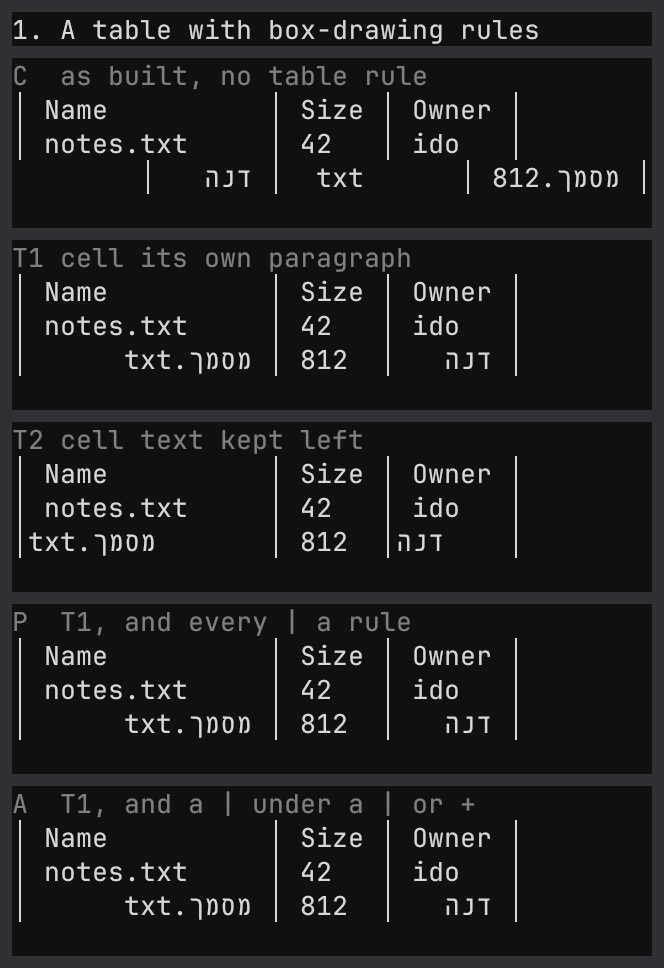 1. A table with box-drawing rules
C  as built, no table rule
│ Name │ Size │ Owner │
│ notes.txt │ 42 │ ido │
│ מסמך.txt │ 812 │ דנה │
T1 cell its own paragraph
│ Name │ Size │ Owner │
│ notes.txt │ 42 │ ido │
│ מסמך.txt │ 812 │ דנה │
T2 cell text kept left
│ Name │ Size │ Owner │
│ notes.txt │ 42 │ ido │
│ מסמך.txt │ 812 │ דנה │
P  T1, and every | a rule
│ Name │ Size │ Owner │
│ notes.txt │ 42 │ ido │
│ מסמך.txt │ 812 │ דנה │
A  T1, and a | under a | or +
│ Name │ Size │ Owner │
│ notes.txt │ 42 │ ido │
│ מסמך.txt │ 812 │ דנה │